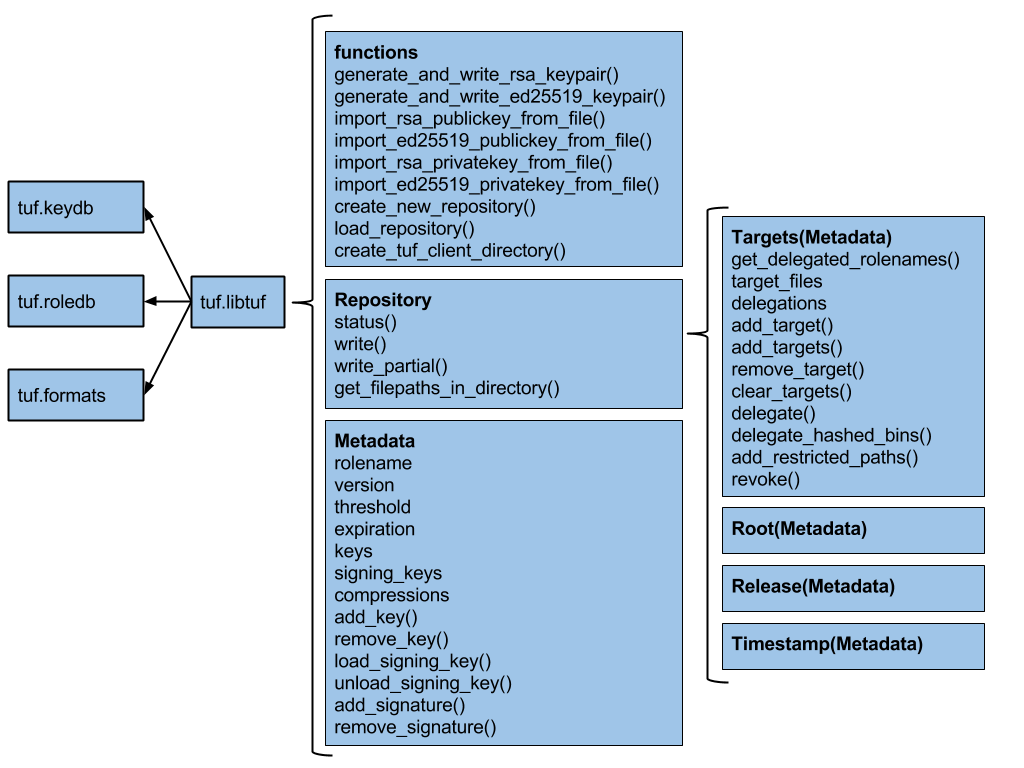 tuf.keydb
tuf.roledb
tuf.formats
tuf.libtuf
functions
generate_and_write_rsa_keypair()
generate_and_write_ed25519_keypair()
import_rsa_publickey_from_file()
import_ed25519_publickey_from_file()
import_rsa_privatekey_from_file()
import_ed25519_privatekey_from_file()
create_new_repository()
load_repository()
create_tuf_client_directory()
Repository
status()
write()
write_partial()
get_filepaths_in_directory()
Metadata
rolename
version
threshold
expiration
keys
signing_keys
compressions
add_key()
remove_key()
load_signing_key()
unload_signing_key()
add_signature()
remove_signature()
Targets(Metadata)
get_delegated_rolenames()
target_files
delegations
add_target()
add_targets()
remove_target()
clear_targets()
delegate()
delegate_hashed_bins()
add_restricted_paths()
revoke()
Root(Metadata)
Release(Metadata)
Timestamp(Metadata)